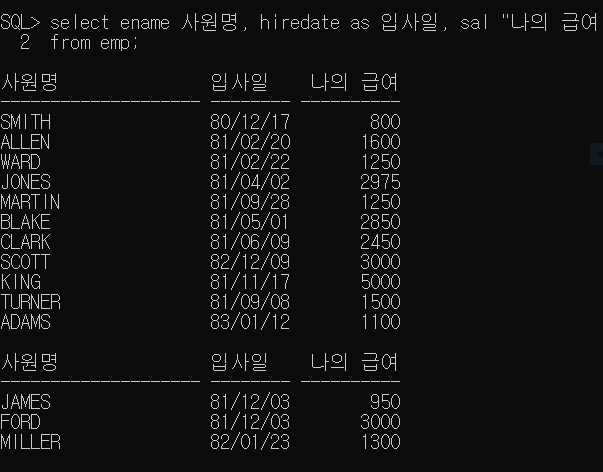 SQL> select ename 사원명, hiredate as 입사일, sal "나의 급여
  2  from emp;
사원명               입사일    나의 급여
-------------------- -------- ----------
SMITH                80/12/17        800
ALLEN                81/02/20       1600
WARD                 81/02/22       1250
JONES                81/04/02       2975
MARTIN               81/09/28       1250
BLAKE                81/05/01       2850
CLARK                81/06/09       2450
SCOTT                82/12/09       3000
KING                 81/11/17       5000
TURNER               81/09/08       1500
ADAMS                83/01/12       1100
사원명               입사일    나의 급여
-------------------- -------- ----------
JAMES                81/12/03        950
FORD                 81/12/03       3000
MILLER               82/01/23       1300